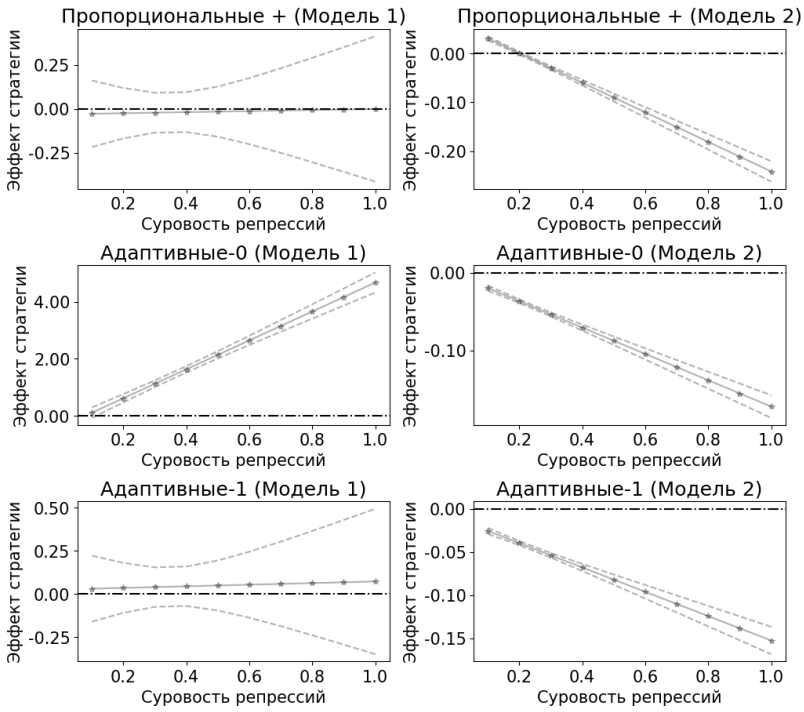 Пропорциональные + (Модель 1)
Эффект стратегии
0.25
0.00
-0.25
0.2 0.4 0.6 0.8 1.0
Суровость репрессий
Пропорциональные + (Модель 2)
Эффект стратегии
0.00
-0.10
-0.20
0.2 0.4 0.6 0.8 1.0
Суровость репрессий
Адаптивные-0 (Модель 1)
Эффект стратегии
4.00
2.00
0.00
0.2 0.4 0.6 0.8 1.0
Суровость репрессий
Адаптивные-0 (Модель 2)
Эффект стратегии
0.00
-0.10
0.2 0.4 0.6 0.8 1.0
Суровость репрессий
Адаптивные-1 (Модель 1)
Эффект стратегии
0.50
0.25
0.00
-0.25
0.2 0.4 0.6 0.8 1.0
Суровость репрессий
Адаптивные-1 (Модель 2)
Эффект стратегии
0.00
-0.05
-0.10
-0.15
0.2 0.4 0.6 0.8 1.0
Суровость репрессий